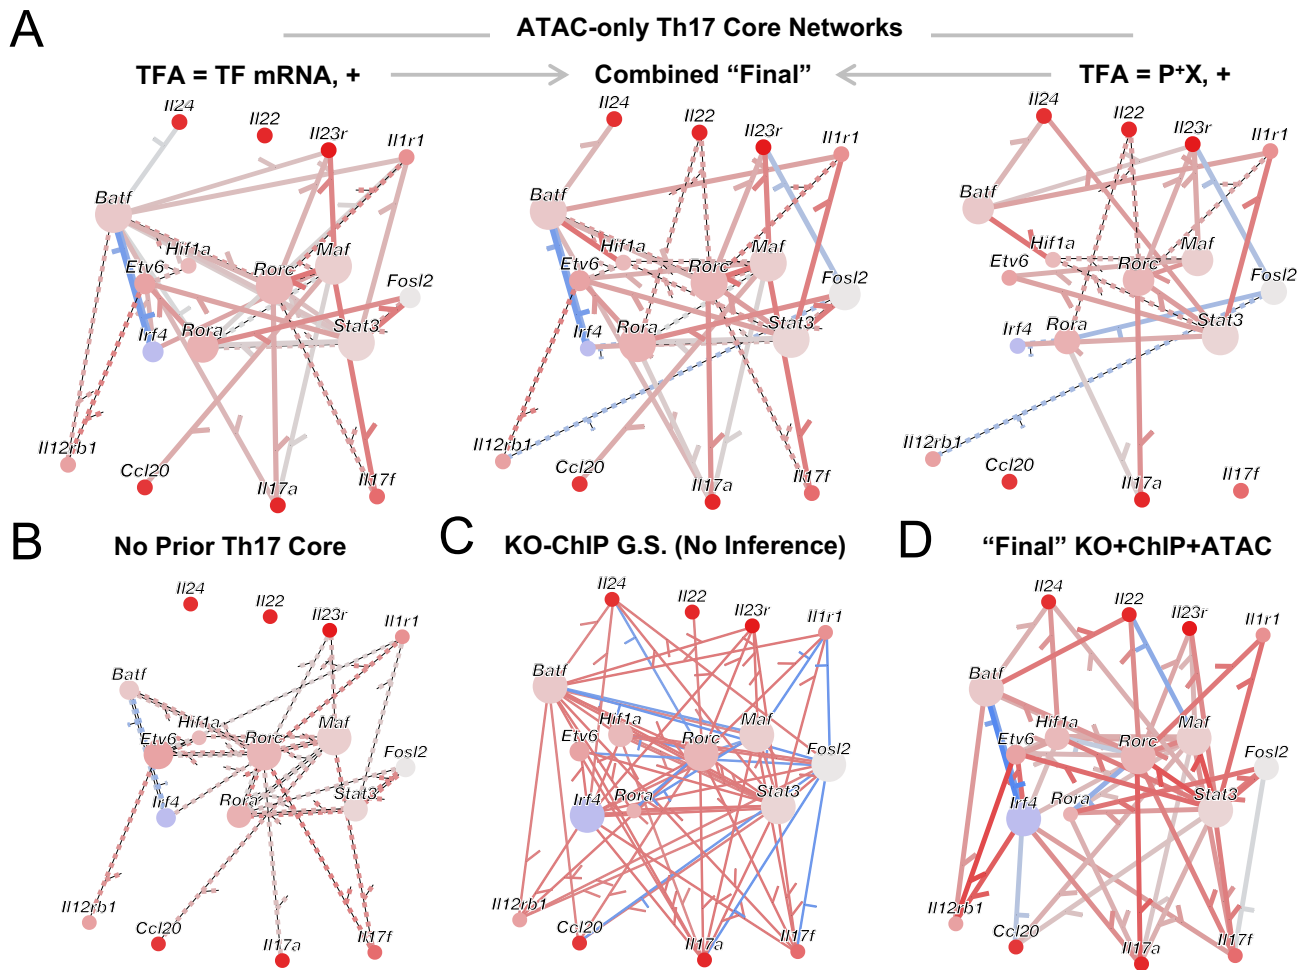 A
ATAC-only Th17 Core Networks
TFA = TF mRNA, +
Combined “Final”
TFA = P⁺X, +
Il24
Il22
Il23r
Il1r1
Batf
Hif1a
Maf
Etv6
Rorc
Fosl2
Irf4
Rora
Stat3
Il12rb1
Ccl20
Il17a
Il17f
Il24
Il22
Il23r
Il1r1
Batf
Hif1a
Maf
Etv6
Rorc
Fosl2
Irf4
Rora
Stat3
Il12rb1
Ccl20
Il17a
Il17f
Il24
Il22
Il23r
Il1r1
Batf
Hif1a
Maf
Etv6
Rorc
Fosl2
Irf4
Rora
Stat3
Il12rb1
Ccl20
Il17a
Il17f
B
No Prior Th17 Core
Il24
Il22
Il23r
Il1r1
Batf
Hif1a
Maf
Etv6
Rorc
Fosl2
Irf4
Rora
Stat3
Il12rb1
Ccl20
Il17a
Il17f
C
KO-ChIP G.S. (No Inference)
Il24
Il22
Il23r
Il1r1
Batf
Hif1a
Maf
Etv6
Rorc
Fosl2
Irf4
Rora
Stat3
Il12rb1
Ccl20
Il17a
Il17f
D
“Final” KO+ChIP+ATAC
Il24
Il22
Il23r
Il1r1
Batf
Hif1a
Maf
Etv6
Rorc
Fosl2
Irf4
Rora
Stat3
Il12rb1
Ccl20
Il17a
Il17f